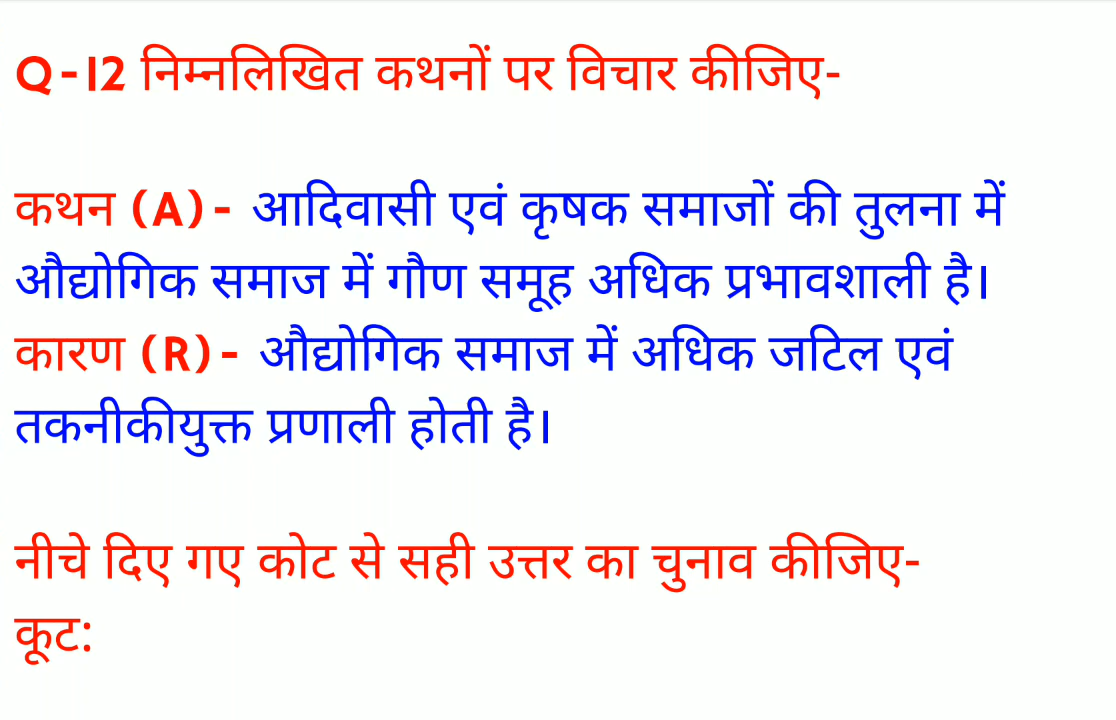 Q-12 निम्नलिखित कथनों पर विचार कीजिए-
कथन (A)- आदिवासी एवं कृषक समाजों की तुलना में
औद्योगिक समाज में गौण समूह अधिक प्रभावशाली है।
कारण (R)- औद्योगिक समाज में अधिक जटिल एवं
तकनीकीयुक्त प्रणाली होती है।
नीचे दिए गए कोट से सही उत्तर का चुनाव कीजिए-
कूट: